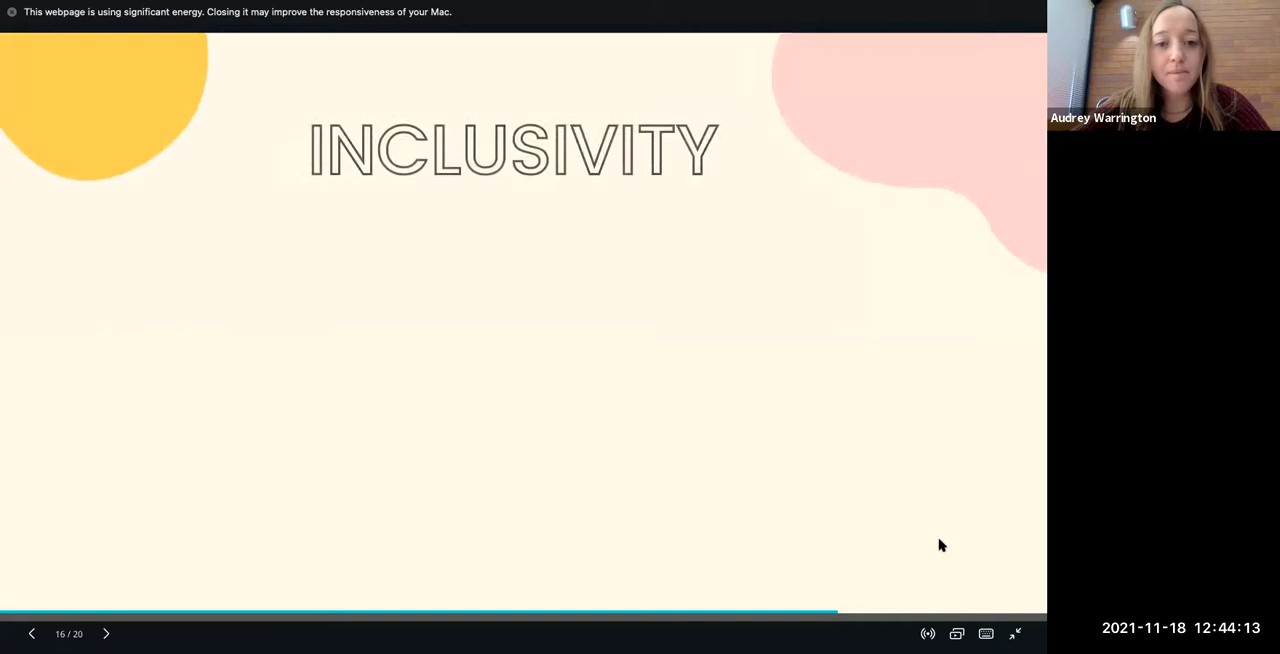 This webpage is using significant energy. Closing it may improve the responsiveness of your Mac.
Audrey Warrington
INCLUSIVITY
16 / 20
2021-11-18 12:44:13